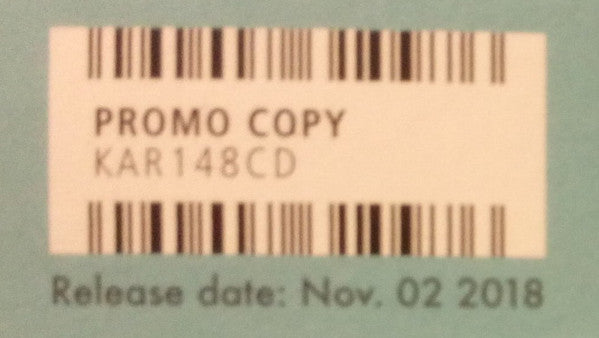 PROMO COPY
KAR148CD
Release date: Nov. 02 2018